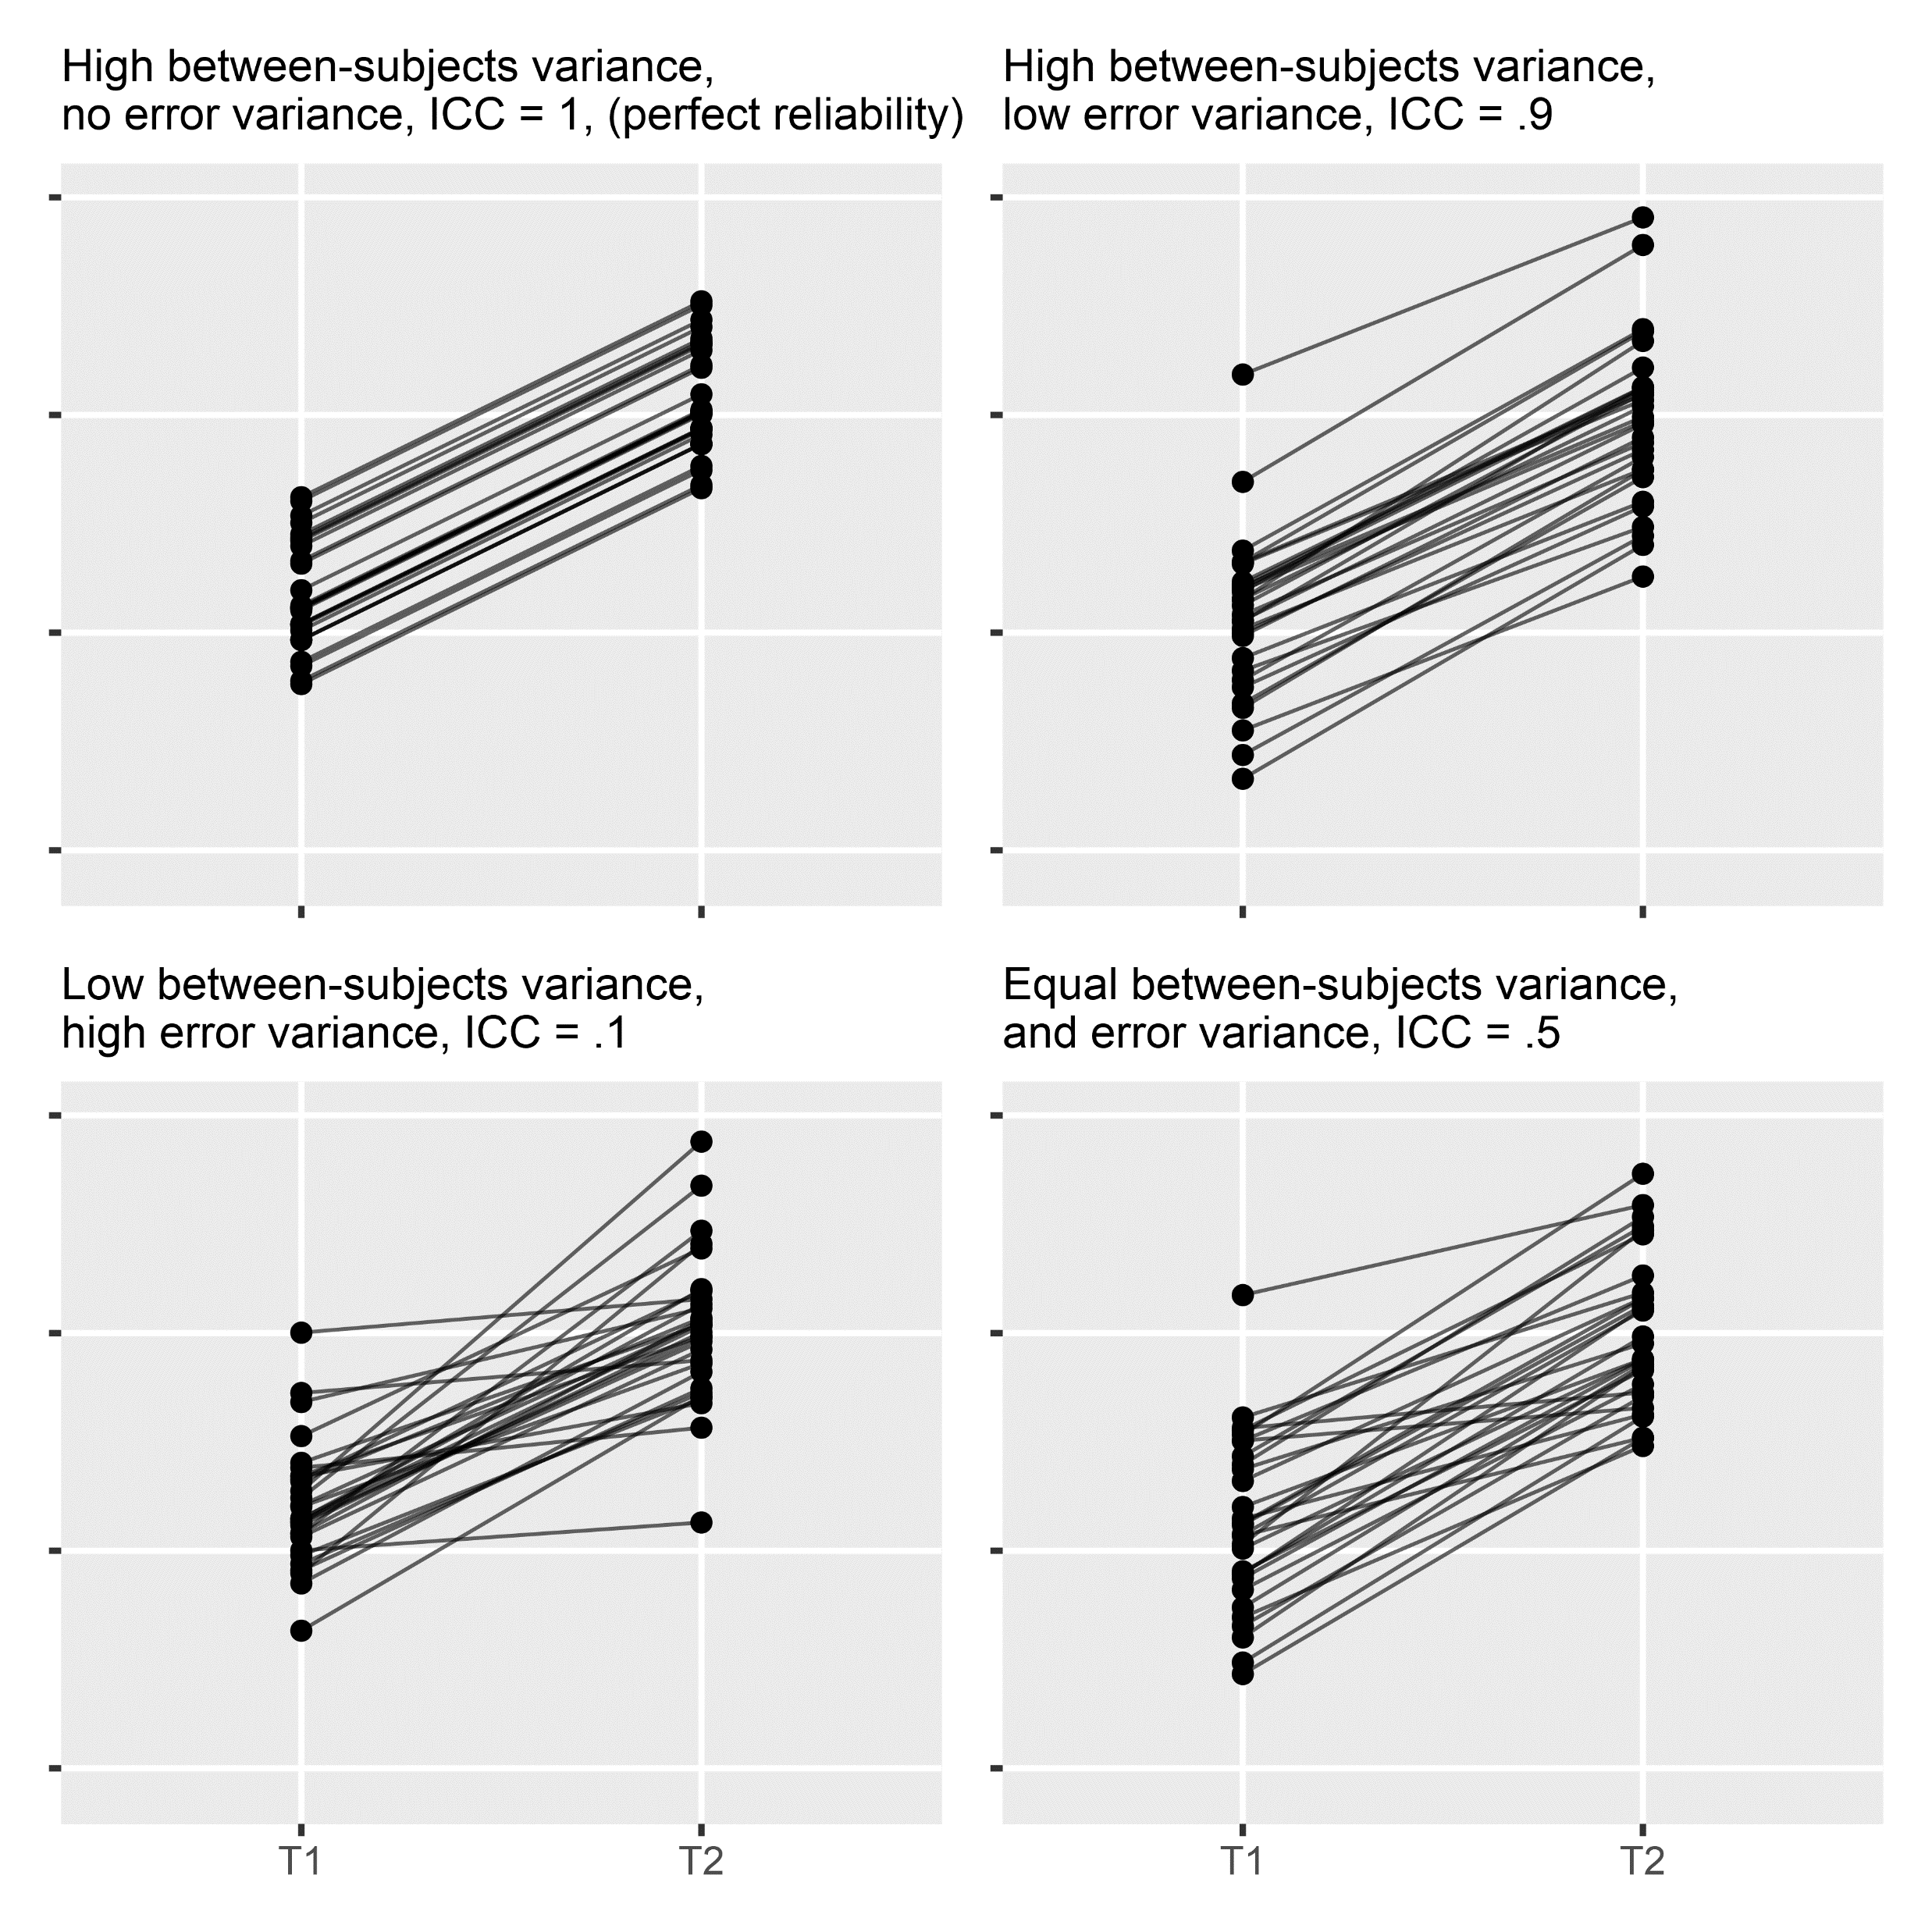 High between-subjects variance,
no error variance, ICC = 1, (perfect reliability)
High between-subjects variance,
low error variance, ICC = .9
Low between-subjects variance,
high error variance, ICC = .1
Equal between-subjects variance,
and error variance, ICC = .5
T1
T2
T1
T2